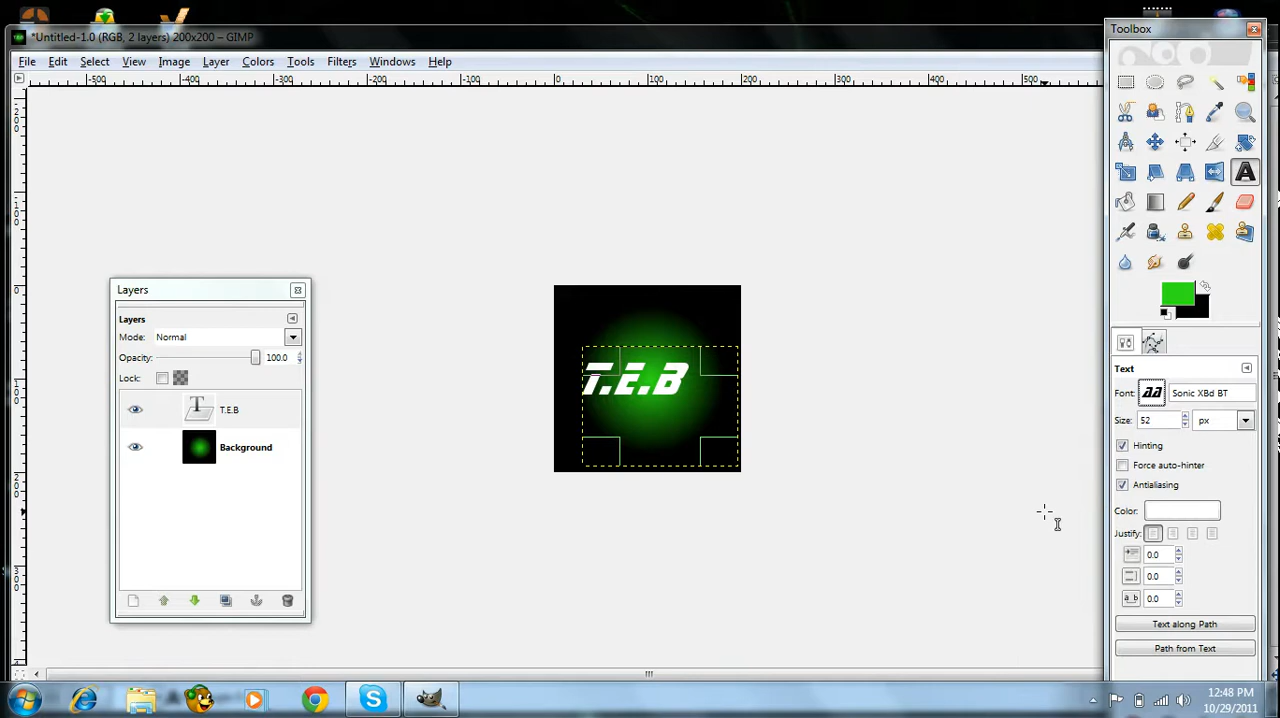 *Untitled-1.0 (RGB, 2 layers) 200x200 – GIMP
Toolbox
File Edit Select View Image Layer Colors Tools Filters Windows Help
-500 -400 -300 -200 -100 0 100 200 300 400 500
Layers
Layers
Mode: Normal
Opacity: 100.0
Lock:
T.E.B
Background
T.E.B
Text
Font: aa Sonic XBd BT
Size: 52 px
Hinting
Force auto-hinter
Antialiasing
Color:
Justify:
0.0
0.0
a_b 0.0
Text along Path
Path from Text
12:48 PM
10/29/2011